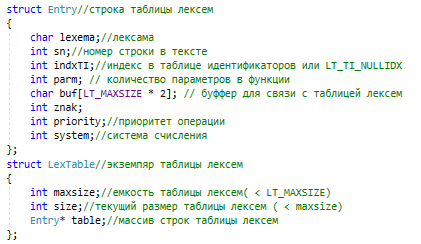 struct Entry//строка таблицы лексем
{
char lexema;//лексама
int sn;//номер строки в тексте
int indxTI;//индекс в таблице идентификаторов или LT_TI_NULLIDX
int parm; // количество параметров в функции
char buf[LT_MAXSIZE * 2]; // буффер для связи с таблицей лексем
int znak;
int priority;//приоритет операции
int system;//система счисления
};
struct LexTable//экземпяр таблицы лексем
{
int maxsize;//емкость таблицы лексем( < LT_MAXSIZE)
int size;//текущий размер таблицы лексем ( < maxsize)
Entry* table;//массив строк таблицы лексем
};